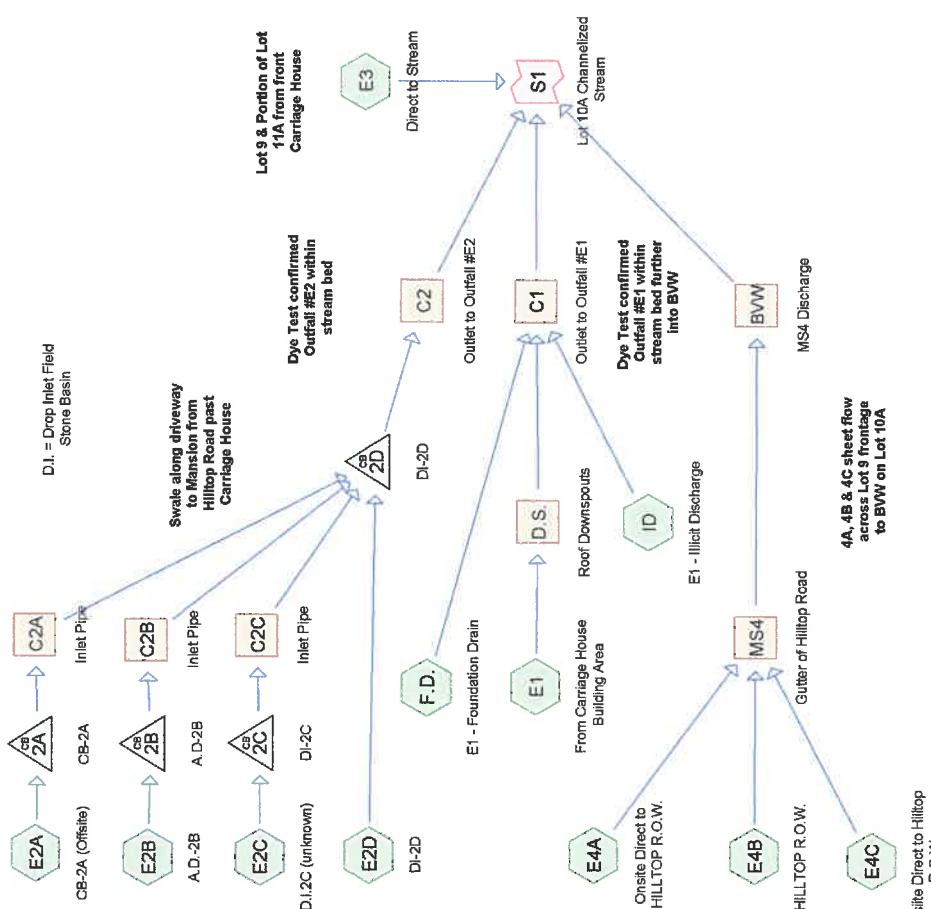 D.I. = Drop Inlet Field
Stone Basin
E2A
CB-2A (Offsite)
CB
2A
CB-2A
C2A
Inlet Pipe
E2B
A.D.-2B
CB
2B
A.D-2B
C2B
Inlet Pipe
E2C
D.I.2C (unknown)
CB
2C
DI-2C
C2C
Inlet Pipe
E2D
DI-2D
Swale along driveway
to Mansion from
Hilltop Road past
Carriage House
CB
2D
DI-2D
Dye Test confirmed
Outfall #E2 within
stream bed
C2
Outlet to Outfall #E2
Lot 9 & Portion of Lot
11A from front
Carriage House
E3
Direct to Stream
S1
Lot 10A Channelized
Stream
F.D.
E1 - Foundation Drain
E1
From Carriage House
Building Area
D.S.
Roof Downspouts
ID
E1 - Illicit Discharge
C1
Outlet to Outfall #E1
Dye Test confirmed
Outfall #E1 within
stream bed further
into BVW
E4A
Onsite Direct to
HILLTOP R.O.W.
E4B
HILLTOP R.O.W.
E4C
Direct to Hilltop
MS4
Gutter of Hilltop Road
BVW
MS4 Discharge
4A, 4B & 4C sheet flow
across Lot 9 frontage
to BVW on Lot 10A